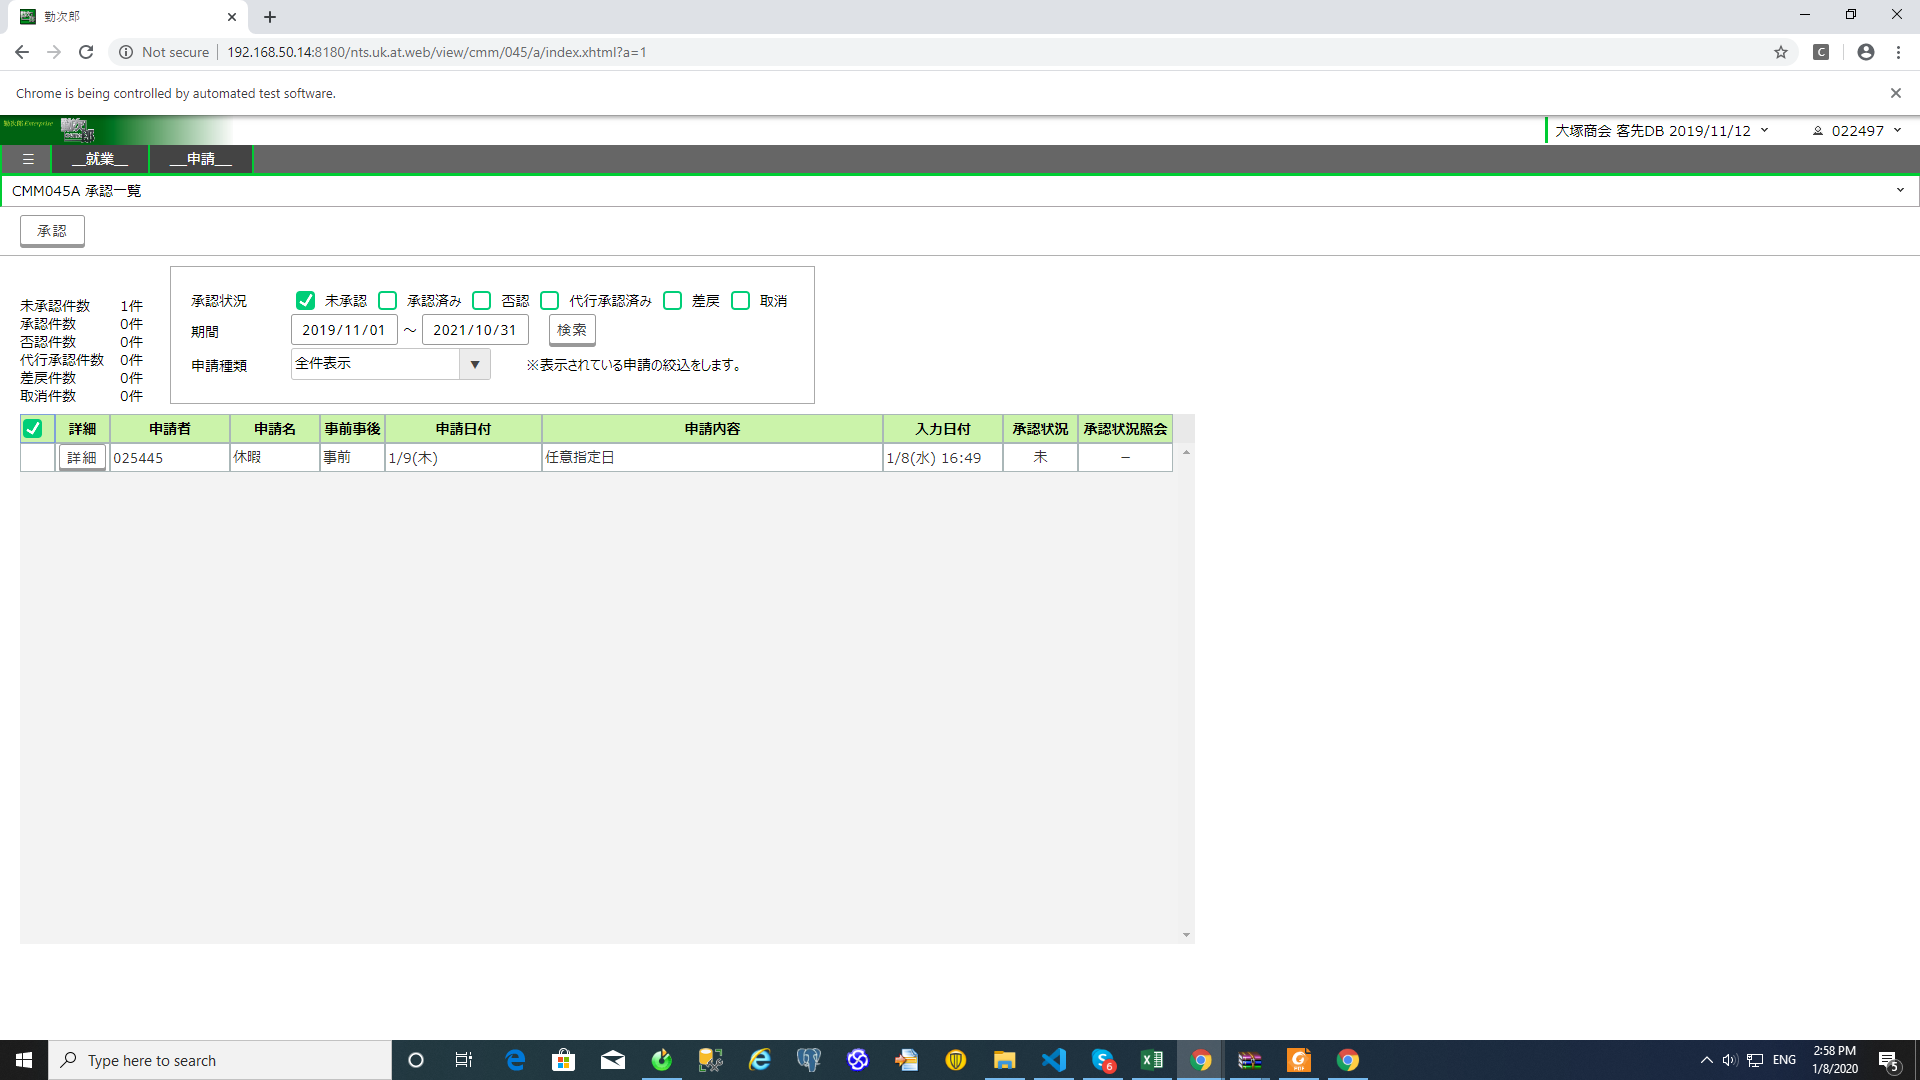 勤次郎
Not secure
192.168.50.14:8180/nts.uk.at.web/view/cmm/045/a/index.xhtml?a=1
C
Chrome is being controlled by automated test software.
勤次郎 Enterprise
大塚商会 客先DB 2019/11/12
022497
__就業__
__申請__
CMM045A 承認一覧
承認
未承認件数 1件
承認件数 0件
否認件数 0件
代行承認件数 0件
差戻件数 0件
取消件数 0件
承認状況 未承認 承認済み 否認 代行承認済み 差戻 取消
期間 2019/11/01 ～ 2021/10/31 検索
申請種類 全件表示 ※表示されている申請の絞込をします。
詳細 申請者 申請名 事前事後 申請日付 申請内容 入力日付 承認状況 承認状況照会
詳細 025445 休暇 事前 1/9(木) 任意指定日 1/8(水) 16:49 未 －
Type here to search
6
ENG
2:58 PM
1/8/2020
5